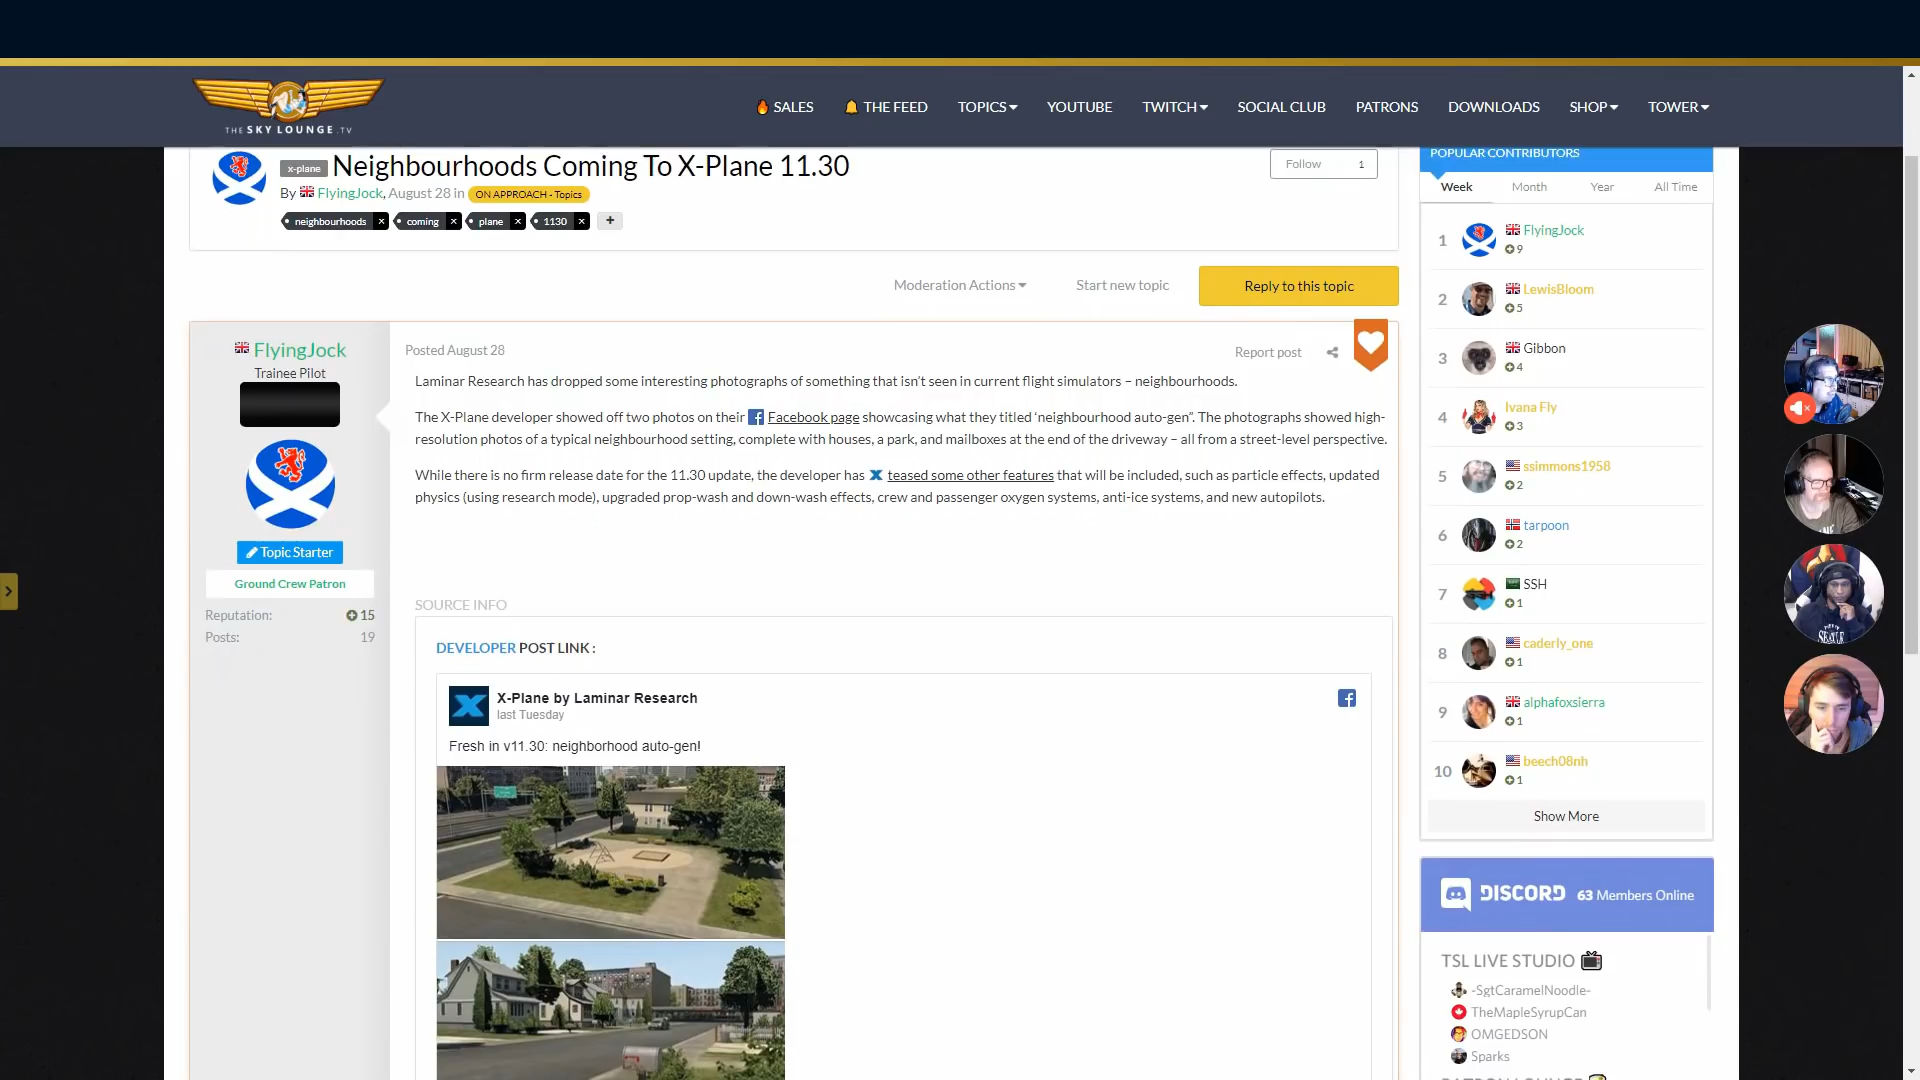 THE SKY LOUNGE .TV
SALES
THE FEED
TOPICS
YOUTUBE
TWITCH
SOCIAL CLUB
PATRONS
DOWNLOADS
SHOP
TOWER
x-plane Neighbourhoods Coming To X-Plane 11.30
By FlyingJock, August 28 in ON APPROACH - Topics
neighbourhoods x coming x plane x 1130 x +
Follow 1
Moderation Actions
Start new topic
Reply to this topic
FlyingJock
Trainee Pilot
Topic Starter
Ground Crew Patron
Reputation: 15
Posts: 19
Posted August 28
Report post
Laminar Research has dropped some interesting photographs of something that isn't seen in current flight simulators – neighbourhoods.
The X-Plane developer showed off two photos on their Facebook page showcasing what they titled 'neighbourhood auto-gen". The photographs showed high-
resolution photos of a typical neighbourhood setting, complete with houses, a park, and mailboxes at the end of the driveway – all from a street-level perspective.
While there is no firm release date for the 11.30 update, the developer has teased some other features that will be included, such as particle effects, updated
physics (using research mode), upgraded prop-wash and down-wash effects, crew and passenger oxygen systems, anti-ice systems, and new autopilots.
SOURCE INFO
DEVELOPER POST LINK :
X-Plane by Laminar Research
last Tuesday
Fresh in v11.30: neighborhood auto-gen!
POPULAR CONTRIBUTORS
Week Month Year All Time
1 FlyingJock
9
2 LewisBloom
5
3 Gibbon
4
4 Ivana Fly
3
5 ssimmons1958
2
6 tarpoon
2
7 SSH
1
8 caderly_one
1
9 alphafoxsierra
1
10 beech08nh
1
Show More
DISCORD 63 Members Online
TSL LIVE STUDIO
-SgtCaramelNoodle-
TheMapleSyrupCan
OMGEDSON
Sparks